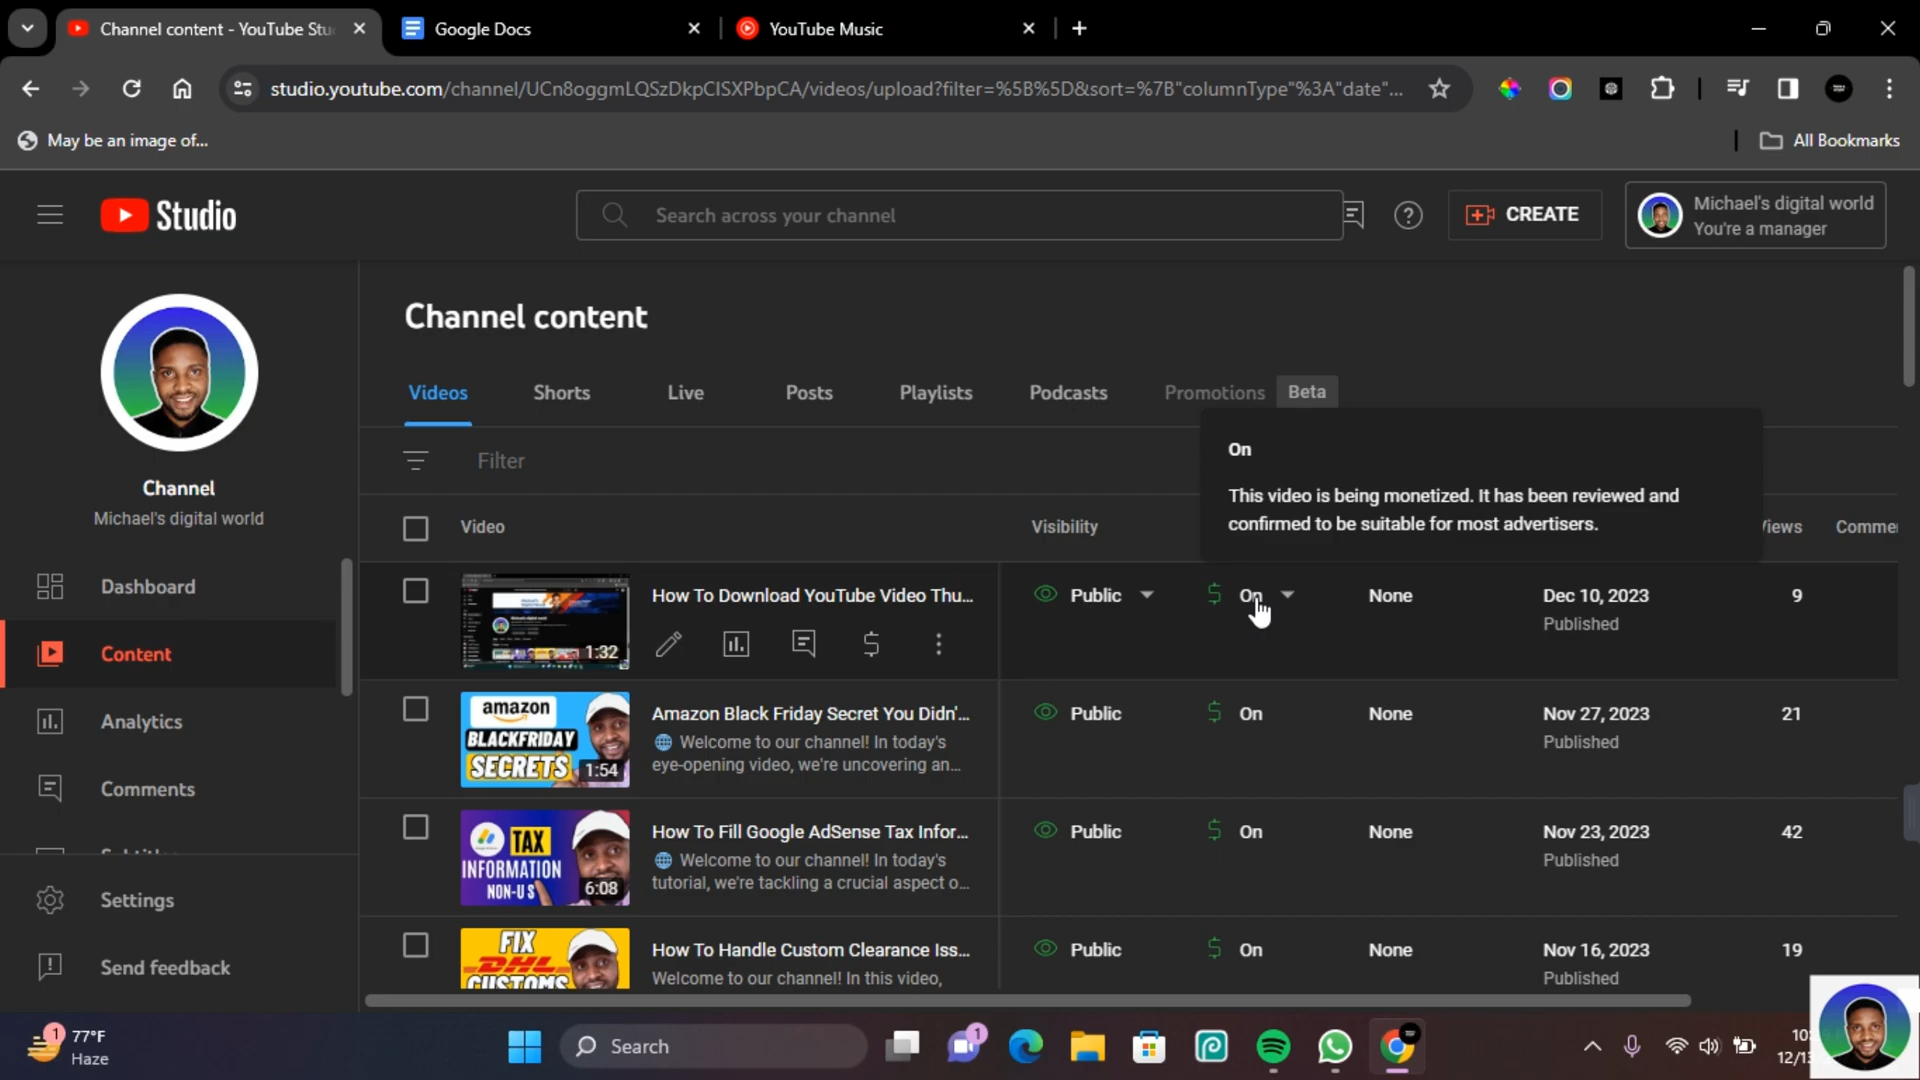 Channel content - YouTube Stu
Google Docs
YouTube Music
studio.youtube.com/channel/UCn8oggmLQSzDkpCISXPbpCA/videos/upload?filter=%5B%5D&sort=%7B"columnType"%3A"date"...
May be an image of...
All Bookmarks
Studio
Search across your channel
CREATE
Michael's digital world
You're a manager
Channel content
Videos
Shorts
Live
Posts
Playlists
Podcasts
Promotions
Beta
Filter
On
This video is being monetized. It has been reviewed and
confirmed to be suitable for most advertisers.
Video
Visibility
Views
Comme
Channel
Michael's digital world
Dashboard
Content
Analytics
Comments
Settings
Send feedback
1:32
How To Download YouTube Video Thu...
Public
On
None
Dec 10, 2023
Published
9
amazon
BLACKFRIDAY
SECRETS
1:54
Amazon Black Friday Secret You Didn'...
Welcome to our channel! In today's
eye-opening video, we're uncovering an...
Public
On
None
Nov 27, 2023
Published
21
TAX
INFORMATION
NON-US
6:08
How To Fill Google AdSense Tax Infor...
Welcome to our channel! In today's
tutorial, we're tackling a crucial aspect o...
Public
On
None
Nov 23, 2023
Published
42
FIX
DHL
CUSTOMS
How To Handle Custom Clearance Iss...
Welcome to our channel! In this video,
Public
On
None
Nov 16, 2023
Published
19
1
77°F
Haze
Search
1
10:
12/13